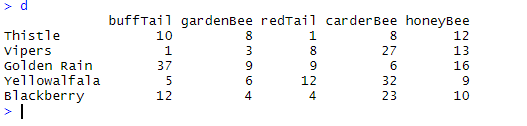 > d
buffTail gardenBee redTail carderBee honeyBee
Thistle 10 8 1 8 12
Vipers 1 3 8 27 13
Golden Rain 37 9 9 6 16
Yellowalfala 5 6 12 32 9
Blackberry 12 4 4 23 10
>